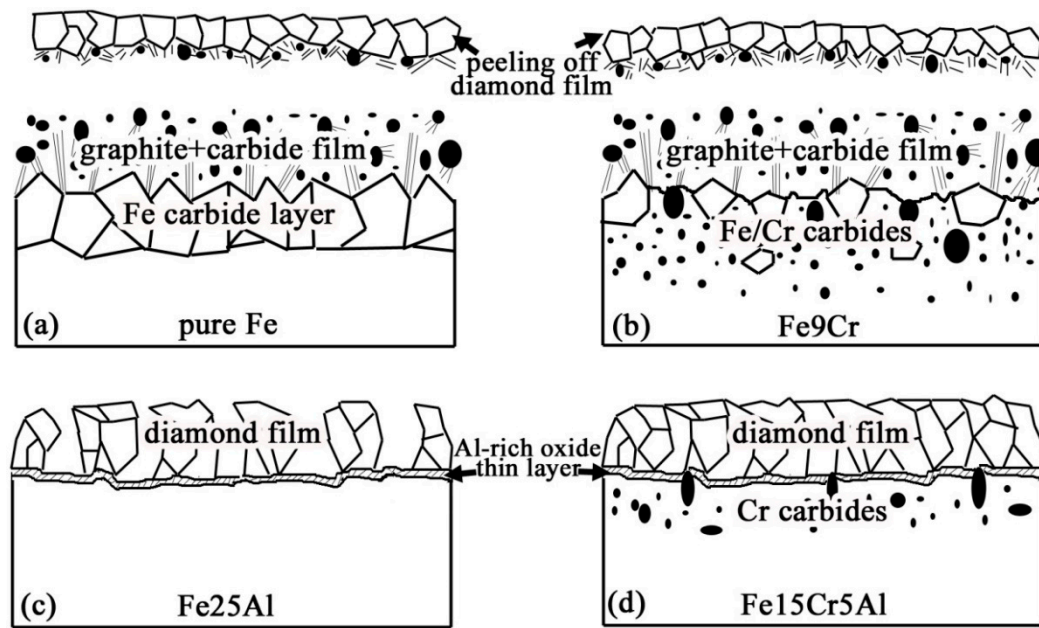 peeling off
diamond film
graphite+carbide film
graphite+carbide film
Fe carbide layer
Fe/Cr carbides
(a)
pure Fe
(b)
Fe9Cr
diamond film
Al-rich oxide
thin layer
diamond film
Cr carbides
(c)
Fe25Al
(d)
Fe15Cr5Al